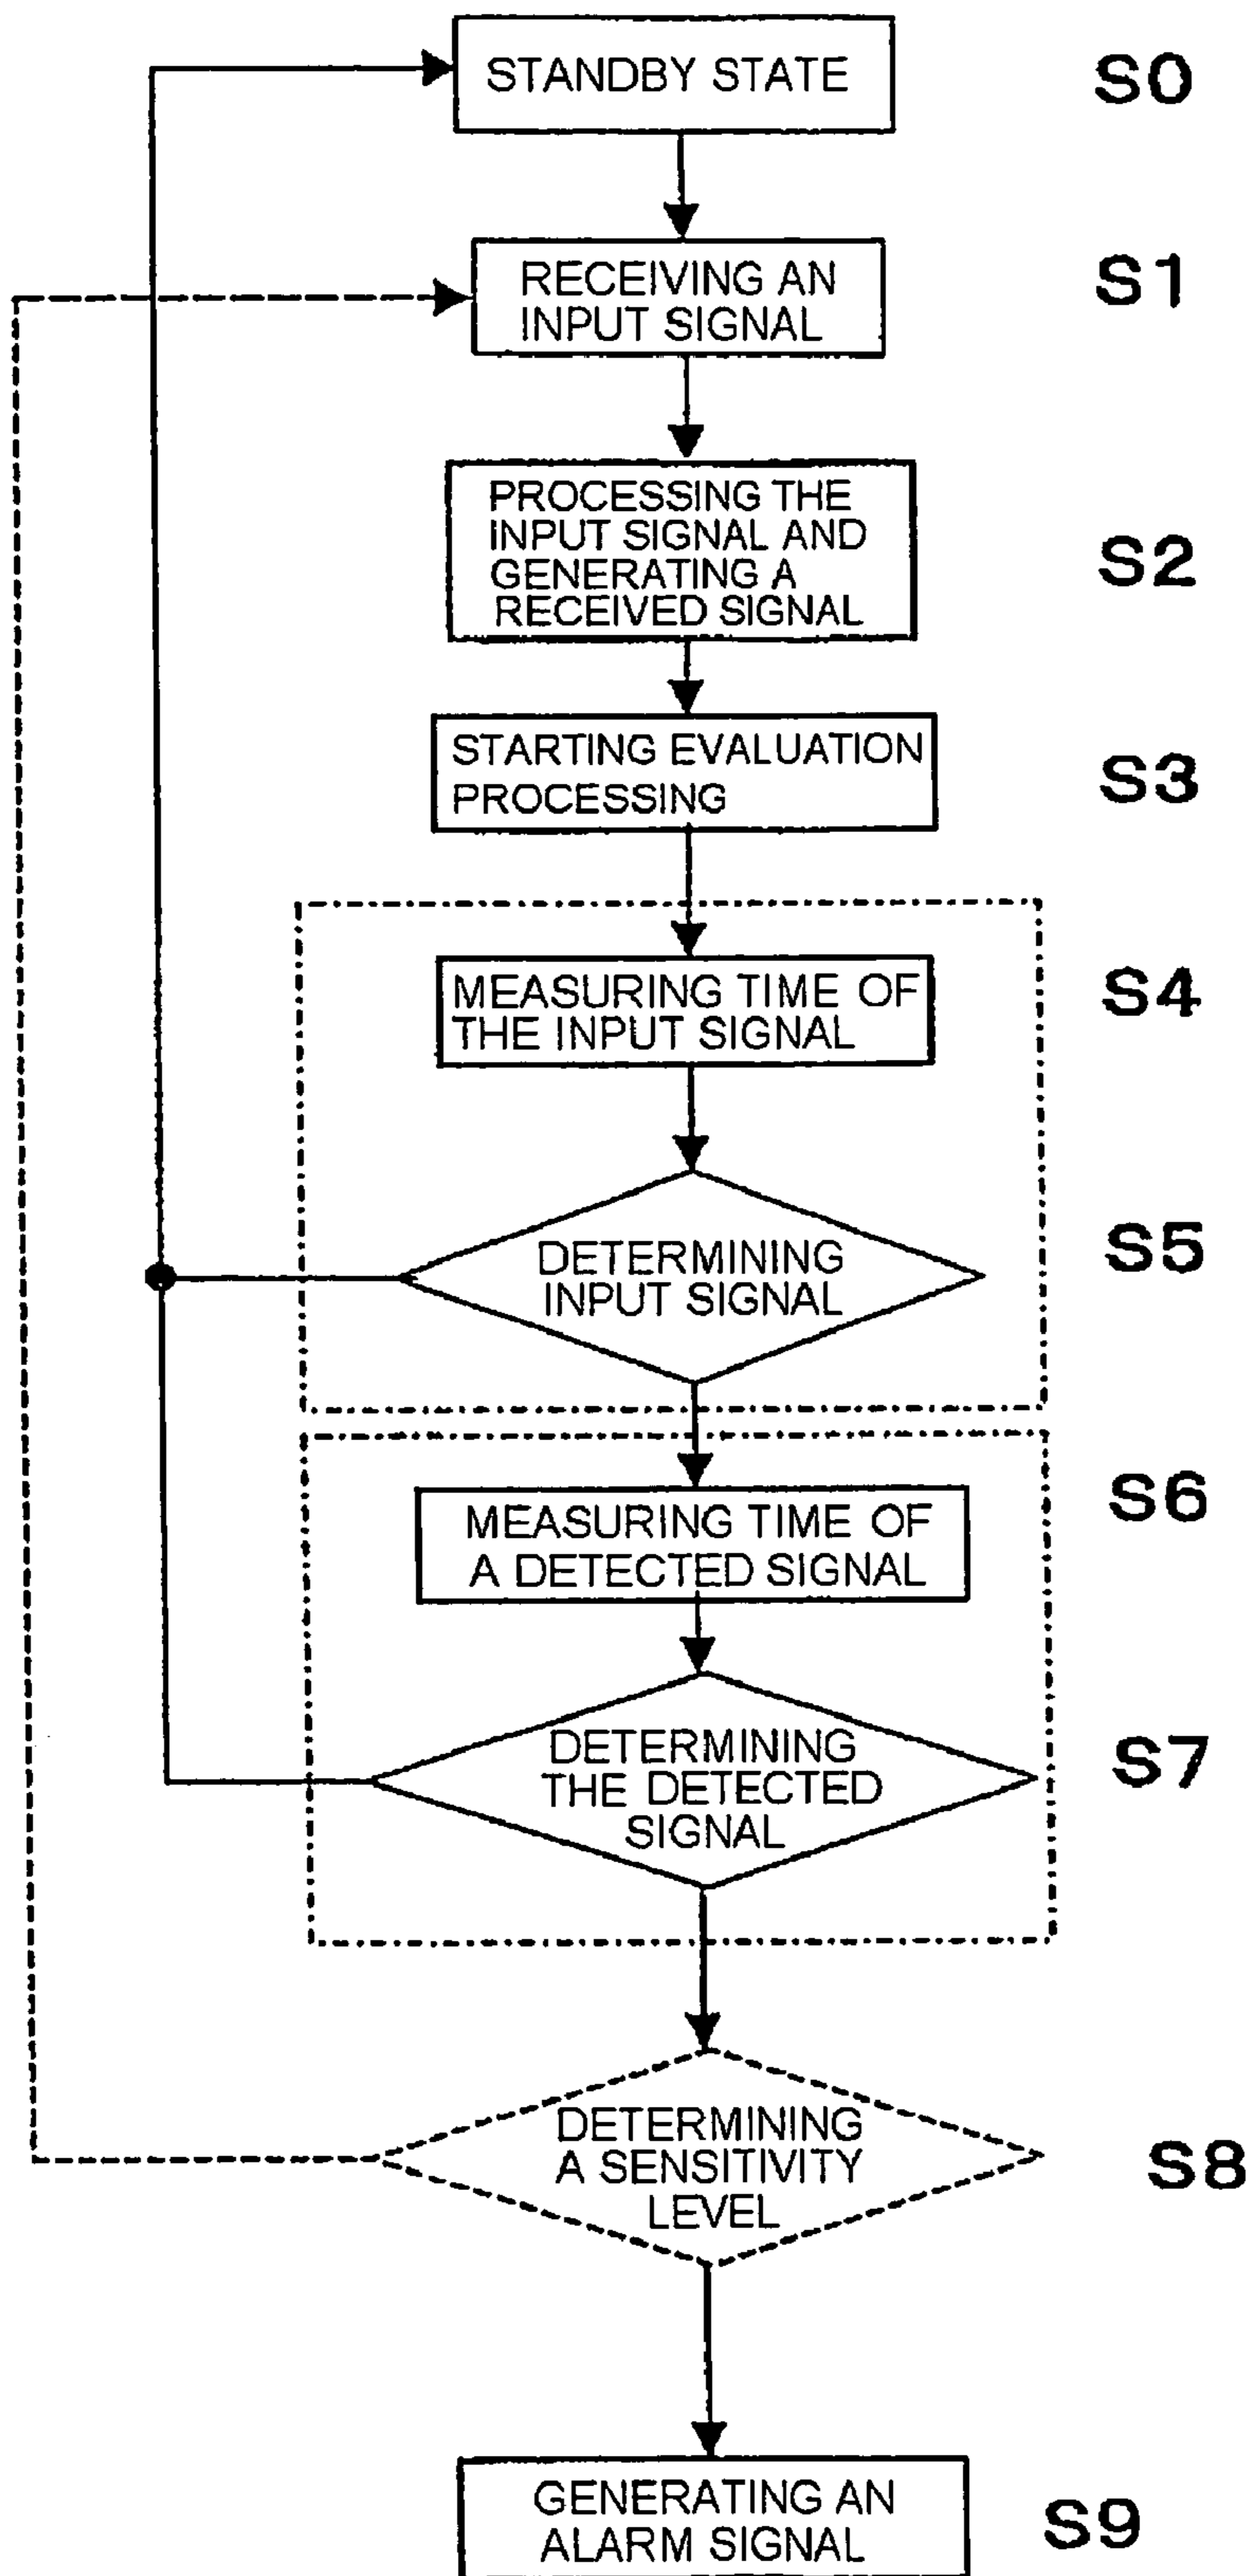 STANDBY STATE
S0
RECEIVING AN
INPUT SIGNAL
S1
PROCESSING THE
INPUT SIGNAL AND
GENERATING A
RECEIVED SIGNAL
S2
STARTING EVALUATION
PROCESSING
S3
MEASURING TIME OF
THE INPUT SIGNAL
S4
DETERMINING
INPUT SIGNAL
S5
MEASURING TIME OF
A DETECTED SIGNAL
S6
DETERMINING
THE DETECTED
SIGNAL
S7
DETERMINING
A SENSITIVITY
LEVEL
S8
GENERATING AN
ALARM SIGNAL
S9